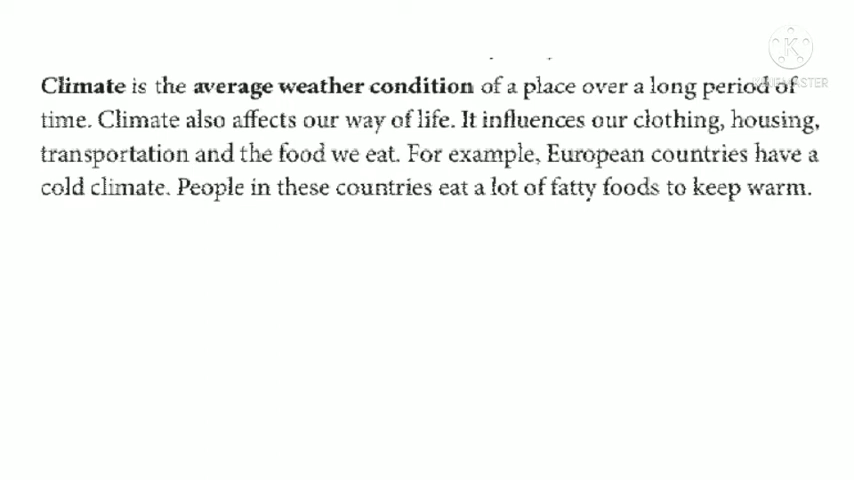 Climate is the average weather condition of a place over a long period of
time. Climate also affects our way of life. It influences our clothing, housing,
transportation and the food we eat. For example, European countries have a
cold climate. People in these countries eat a lot of fatty foods to keep warm.
K
KINEMASTER